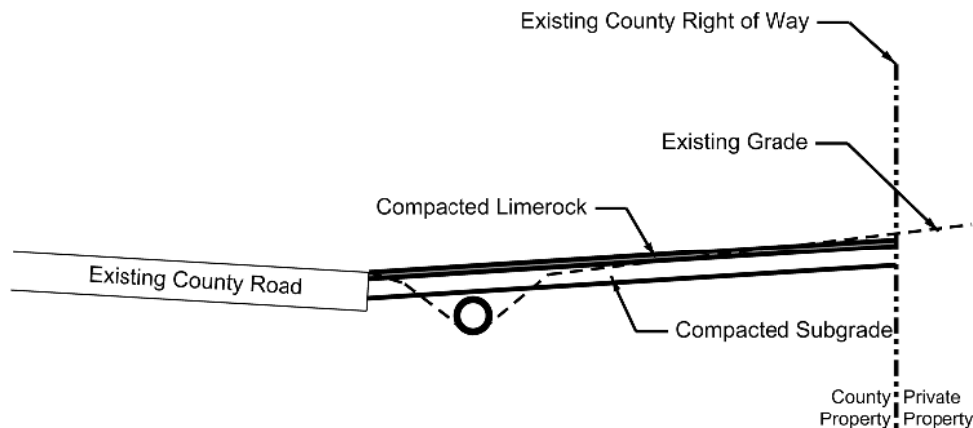 Existing County Right of Way
Existing Grade
Compacted Limerock
Existing County Road
Compacted Subgrade
County Private
Property Property